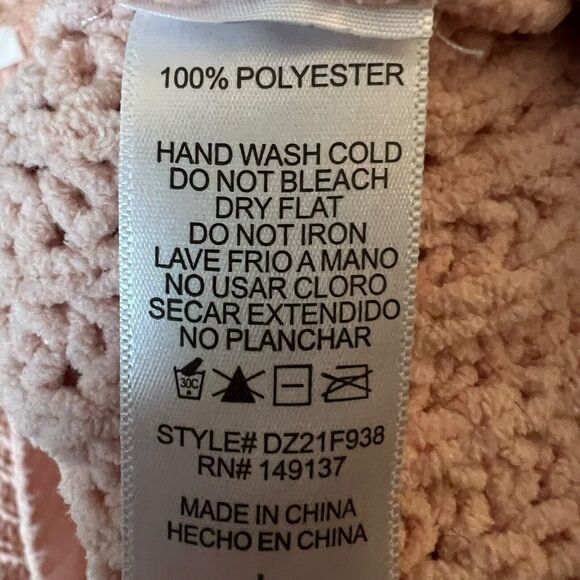 100% POLYESTER
HAND WASH COLD
DO NOT BLEACH
DRY FLAT
DO NOT IRON
LAVE FRIO A MANO
NO USAR CLORO
SECAR EXTENDIDO
NO PLANCHAR
30C
STYLE# DZ21F938
RN# 149137
MADE IN CHINA
HECHO EN CHINA